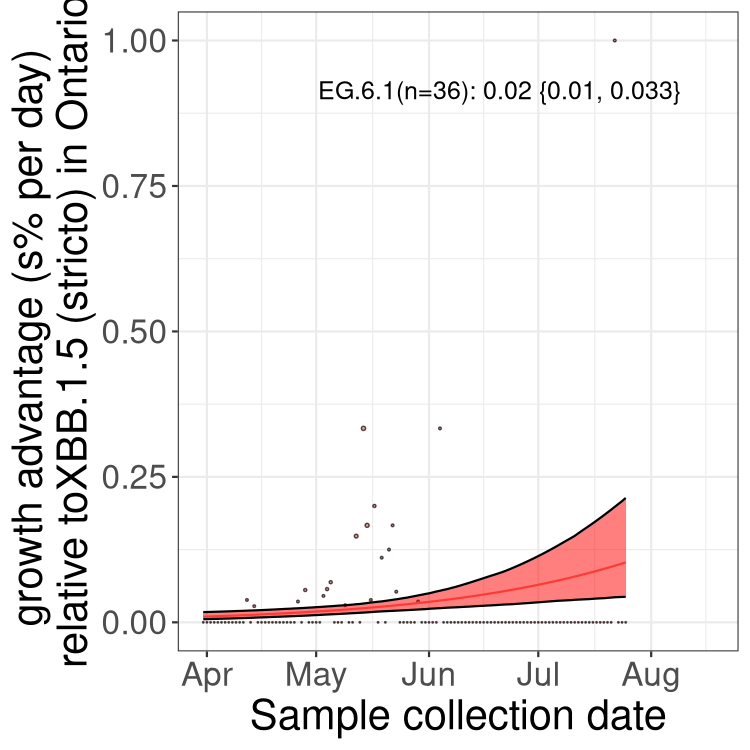 growth advantage (s% per day)
relative toXBB.1.5 (stricto) in Ontario
1.00
EG.6.1(n=36): 0.02 {0.01, 0.033}
0.75
0.50
0.25
0.00
Apr May Jun Jul Aug
Sample collection date